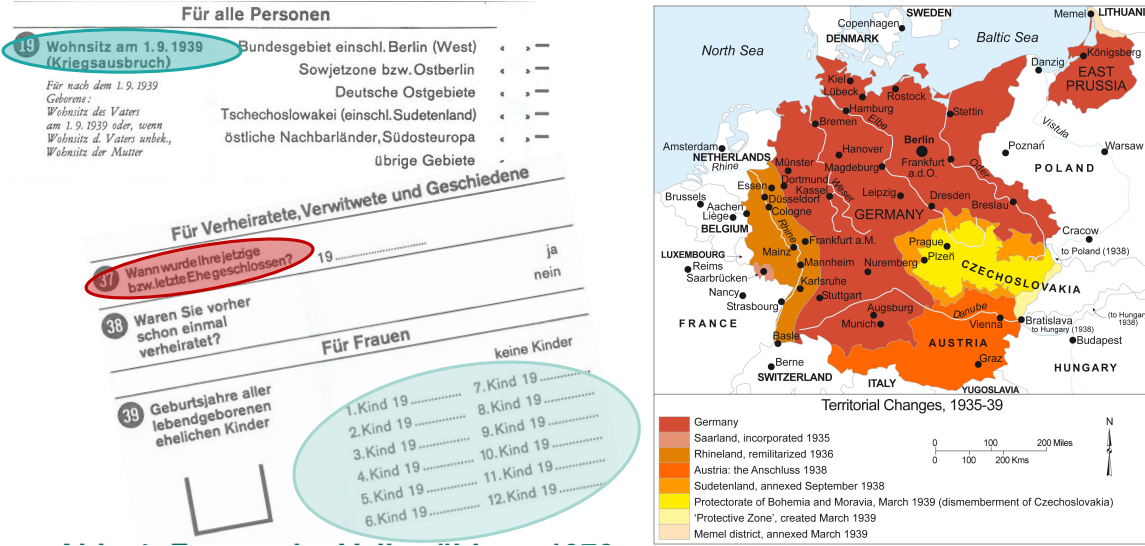 Für alle Personen
19 Wohnsitz am 1.9.1939
(Kriegsausbruch)
Für nach dem 1.9.1939
Geborene:
Wohnsitz des Vaters
am 1.9.1939 oder, wenn
Wohnsitz d. Vaters unbek.,
Wohnsitz der Mutter
Bundesgebiet einschl. Berlin (West)
Sowjetzone bzw. Ostberlin
Deutsche Ostgebiete
Tschechoslowakei (einschl. Sudetenland)
östliche Nachbarländer, Südosteuropa
übrige Gebiete
Für Verheiratete, Verwitwete und Geschiedene
37 Wann wurde Ihre jetzige
bzw. letzte Ehe geschlossen?
19
38 Waren Sie vorher
schon einmal
verheiratet?
ja
nein
Für Frauen
39 Geburtsjahre aller
lebendgeborenen
ehelichen Kinder
keine Kinder
1. Kind 19
2. Kind 19
3. Kind 19
4. Kind 19
5. Kind 19
6. Kind 19
7. Kind 19
8. Kind 19
9. Kind 19
10. Kind 19
11. Kind 19
12. Kind 19
North Sea
Copenhagen
SWEDEN
DENMARK
Baltic Sea
Memel
LITHUANI
Königsberg
Danzig
EAST
PRUSSIA
Kiel
Lübeck
Rostock
Hamburg
Stettin
Bremen
Elbe
Vistula
Amsterdam
NETHERLANDS
Rhine
Hanover
Berlin
Poznań
Warsaw
Münster
Magdeburg
Frankfurt
a.d.O.
Oder
POLAND
Dortmund
Essen
Kassel
Weser
Leipzig
Dresden
Breslau
Brussels
Düsseldorf
Aachen
Cologne
GERMANY
Liège
BELGIUM
Rhine
Frankfurt a.M.
Prague
Cracow
to Poland (1938)
LUXEMBOURG
Mainz
Plzeň
Reims
Mannheim
Nuremberg
CZECHOSLOVAKIA
Saarbrücken
Karlsruhe
Nancy
Stuttgart
Strasbourg
Augsburg
Danube
(to Hungar
1938)
FRANCE
Munich
Vienna
Bratislava
to Hungary (1938)
Basle
AUSTRIA
Budapest
Berne
Graz
HUNGARY
SWITZERLAND
ITALY
YUGOSLAVIA
Territorial Changes, 1935-39
Germany
Saarland, incorporated 1935
Rhineland, remilitarized 1936
Austria: the Anschluss 1938
Sudetenland, annexed September 1938
Protectorate of Bohemia and Moravia, March 1939 (dismemberment of Czechoslovakia)
'Protective Zone', created March 1939
Memel district, annexed March 1939
0 100 200 Miles
0 100 200 Kms
N